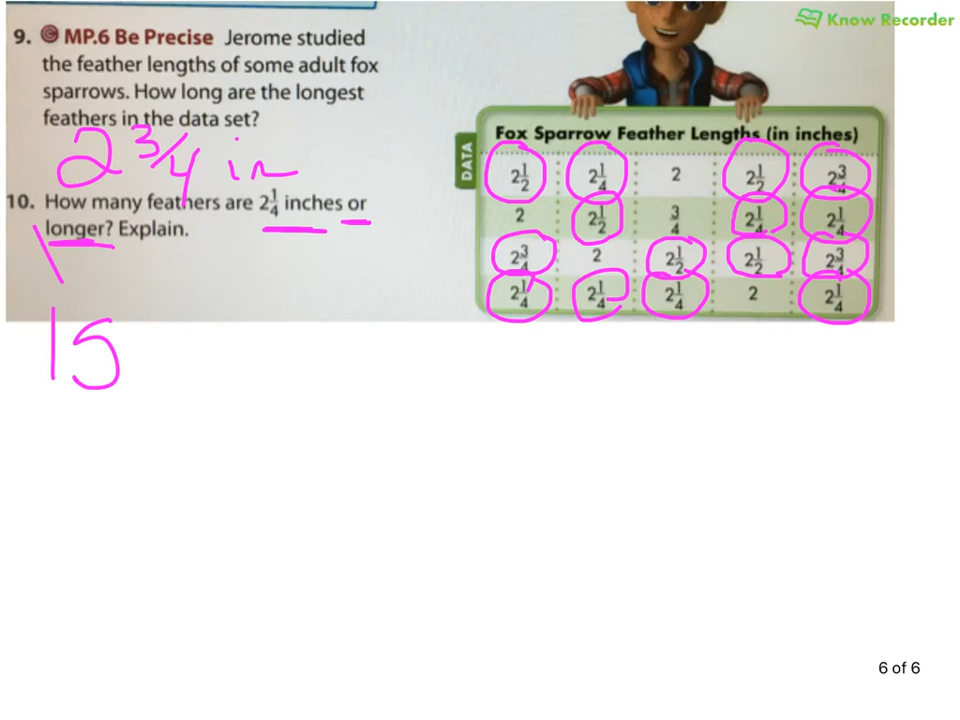 Know Recorder
9. MP.6 Be Precise Jerome studied
the feather lengths of some adult fox
sparrows. How long are the longest
feathers in the data set?
2 3/4 in
10. How many feathers are 2 1/4 inches or
longer? Explain.
15
DATA
Fox Sparrow Feather Lengths (in inches)
2 1/2 2 1/4 2 2 1/2 2 3/4
2 2 1/2 3/4 2 1/4 2 1/4
2 3/4 2 2 1/2 2 1/2 2 3/4
2 1/4 2 1/4 2 1/4 2 2 1/4
6 of 6